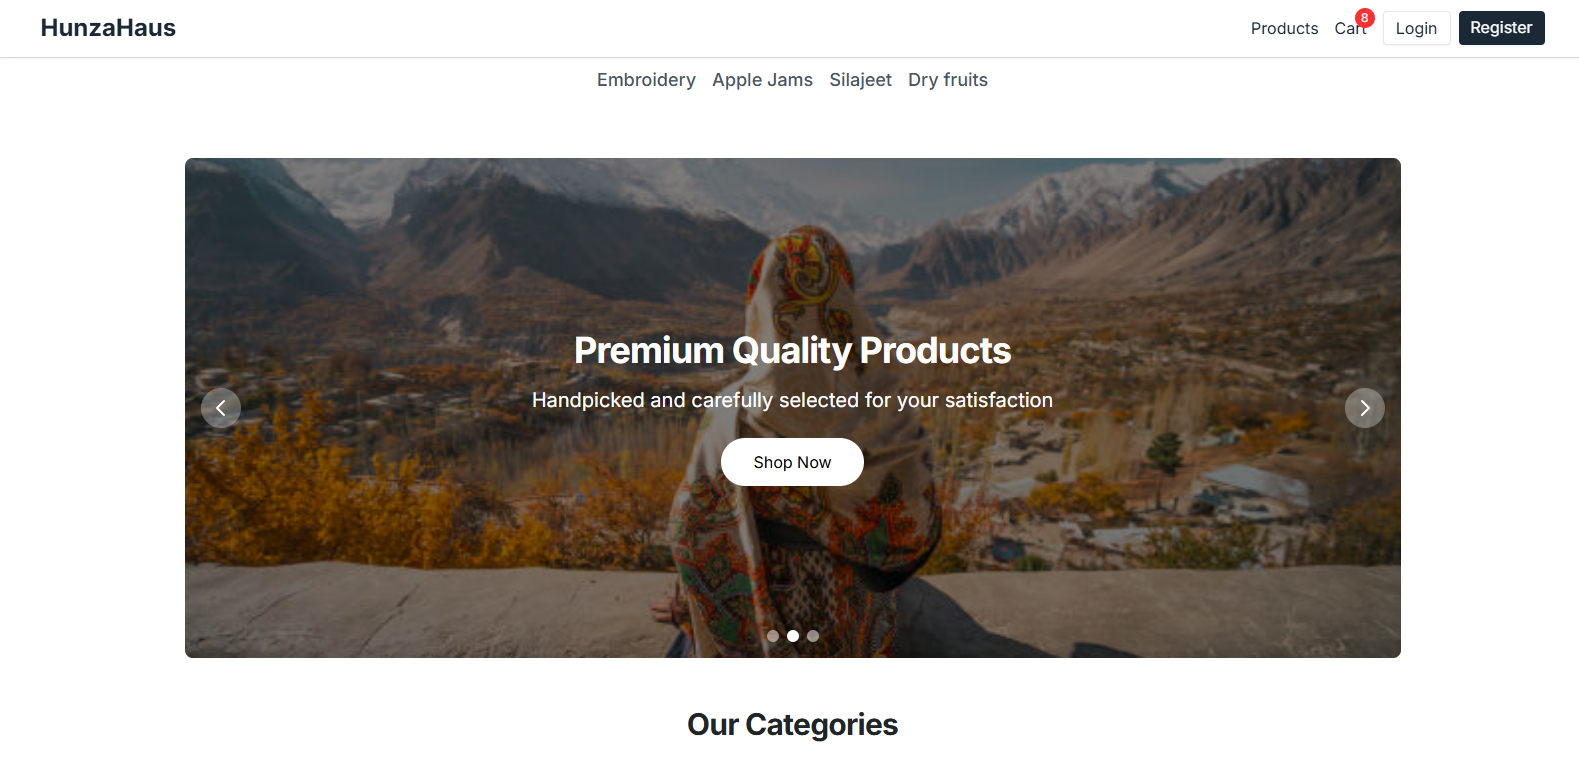 HunzaHaus
Products Cart 8 Login Register
Embroidery Apple Jams Silajeet Dry fruits
Premium Quality Products
Handpicked and carefully selected for your satisfaction
Shop Now
Our Categories